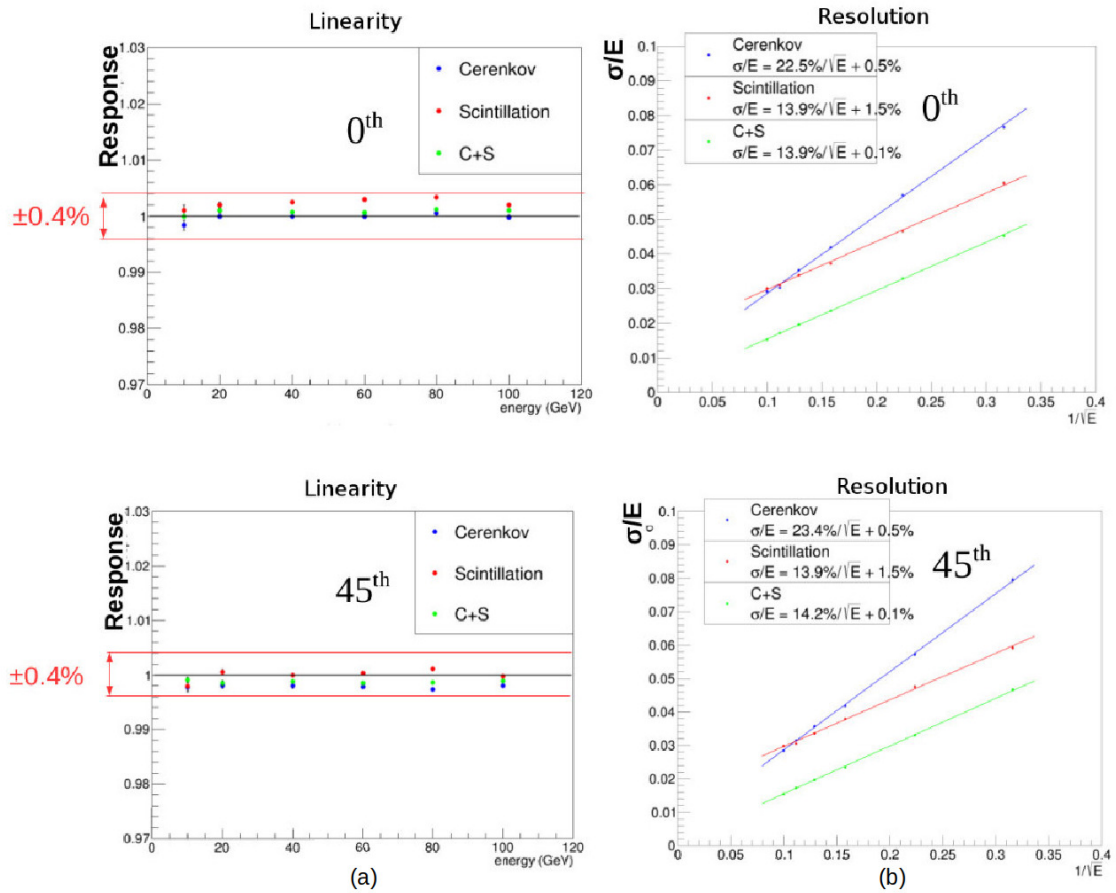 Linearity
Response
1.03
1.02
1.01
1
0.99
0.98
0.97
Cerenkov
Scintillation
C+S
0th
±0.4%
0 20 40 60 80 100 120
energy (GeV)
Resolution
σ/E
0.1
0.09
0.08
0.07
0.06
0.05
0.04
0.03
0.02
0.01
0
Cerenkov
σ/E = 22.5%/√E + 0.5%
Scintillation
σ/E = 13.9%/√E + 1.5%
C+S
σ/E = 13.9%/√E + 0.1%
0th
0 0.05 0.1 0.15 0.2 0.25 0.3 0.35 0.4
1/√E
Linearity
Response
1.03
1.02
1.01
1
0.99
0.98
0.97
Cerenkov
Scintillation
C+S
45th
±0.4%
0 20 40 60 80 100 120
energy (GeV)
(a)
Resolution
σ/E
0.1
0.09
0.08
0.07
0.06
0.05
0.04
0.03
0.02
0.01
0
Cerenkov
σ/E = 23.4%/√E + 0.5%
Scintillation
σ/E = 13.9%/√E + 1.5%
C+S
σ/E = 14.2%/√E + 0.1%
45th
0 0.05 0.1 0.15 0.2 0.25 0.3 0.35 0.4
1/√E
(b)